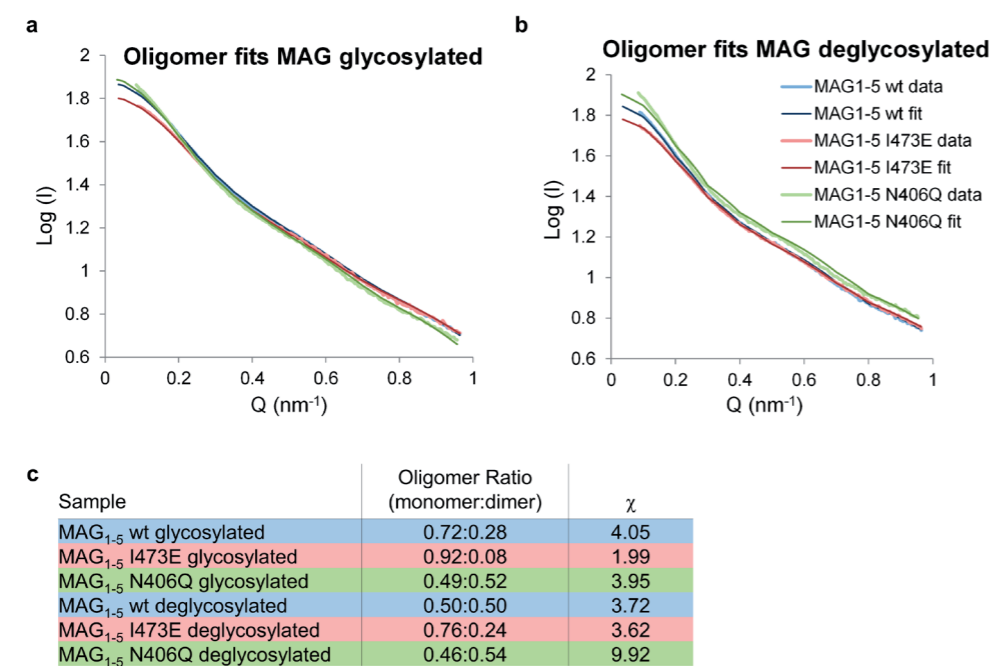 a
Oligomer fits MAG glycosylated
2
1.8
1.6
1.4
1.2
1
0.8
0.6
Log (I)
0 0.2 0.4 0.6 0.8 1
Q (nm-1)
b
Oligomer fits MAG deglycosylated
2
1.8
1.6
1.4
1.2
1
0.8
0.6
Log (I)
0 0.2 0.4 0.6 0.8 1
Q (nm-1)
MAG1-5 wt data
MAG1-5 wt fit
MAG1-5 I473E data
MAG1-5 I473E fit
MAG1-5 N406Q data
MAG1-5 N406Q fit
c
Sample Oligomer Ratio (monomer:dimer) χ
MAG1-5 wt glycosylated 0.72:0.28 4.05
MAG1-5 I473E glycosylated 0.92:0.08 1.99
MAG1-5 N406Q glycosylated 0.49:0.52 3.95
MAG1-5 wt deglycosylated 0.50:0.50 3.72
MAG1-5 I473E deglycosylated 0.76:0.24 3.62
MAG1-5 N406Q deglycosylated 0.46:0.54 9.92